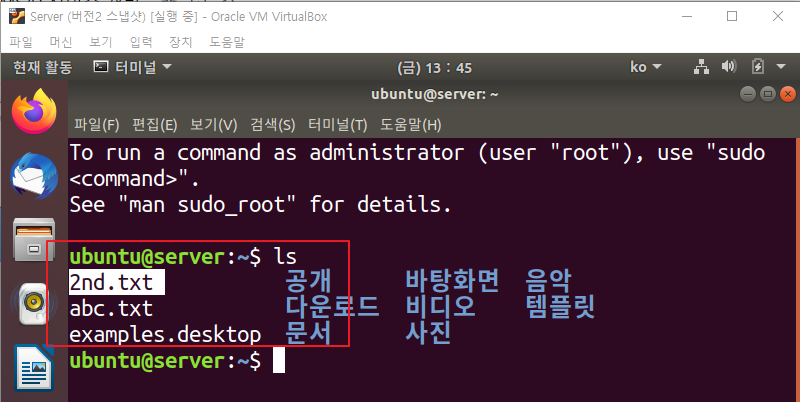 Server (버전2 스냅샷) [실행 중] - Oracle VM VirtualBox
파일 머신 보기 입력 장치 도움말
현재 활동 터미널 (금) 13 : 45 ko
ubuntu@server: ~
파일(F) 편집(E) 보기(V) 검색(S) 터미널(T) 도움말(H)
To run a command as administrator (user "root"), use "sudo
<command>".
See "man sudo_root" for details.
ubuntu@server:~$ ls
2nd.txt 공개 바탕화면 음악
abc.txt 다운로드 비디오 템플릿
examples.desktop 문서 사진
ubuntu@server:~$